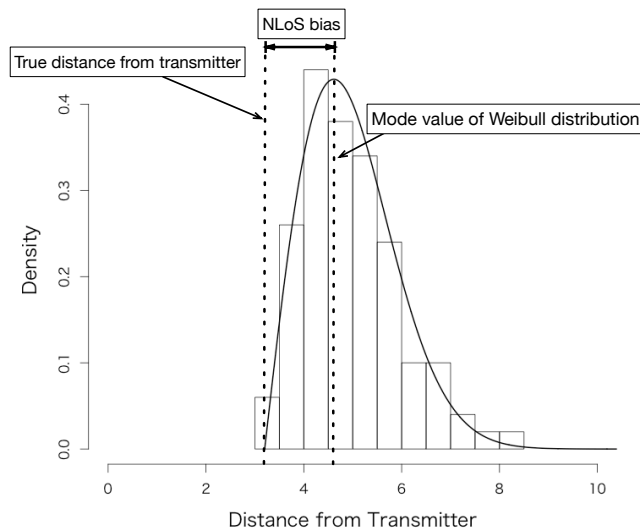 NLoS bias
True distance from transmitter
Mode value of Weibull distribution
Density
0.4
0.3
0.2
0.1
0.0
0 2 4 6 8 10
Distance from Transmitter